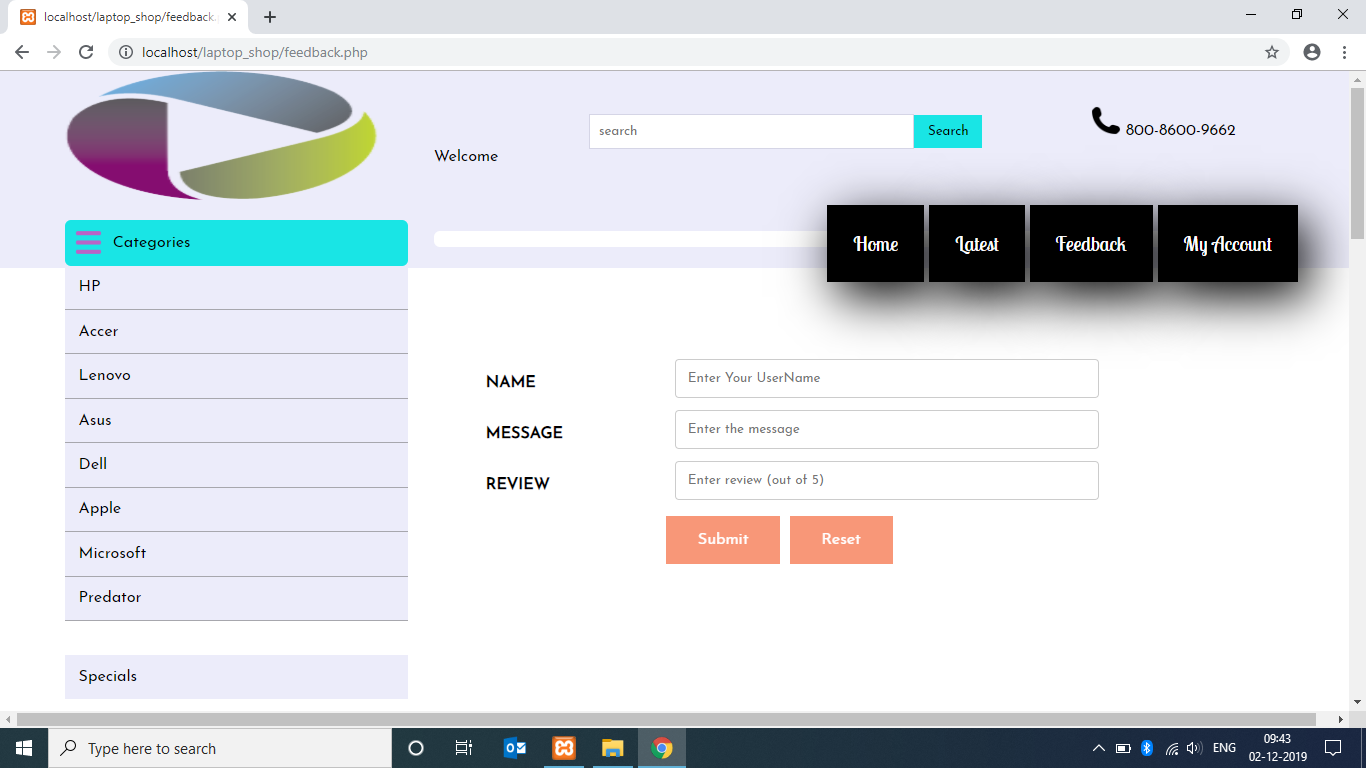 localhost/laptop_shop/feedback.
localhost/laptop_shop/feedback.php
search
Search
800-8600-9662
Welcome
Home
Latest
Feedback
My Account
Categories
HP
Accer
Lenovo
Asus
Dell
Apple
Microsoft
Predator
Specials
NAME
Enter Your UserName
MESSAGE
Enter the message
REVIEW
Enter review (out of 5)
Submit
Reset
Type here to search
ENG
09:43
02-12-2019